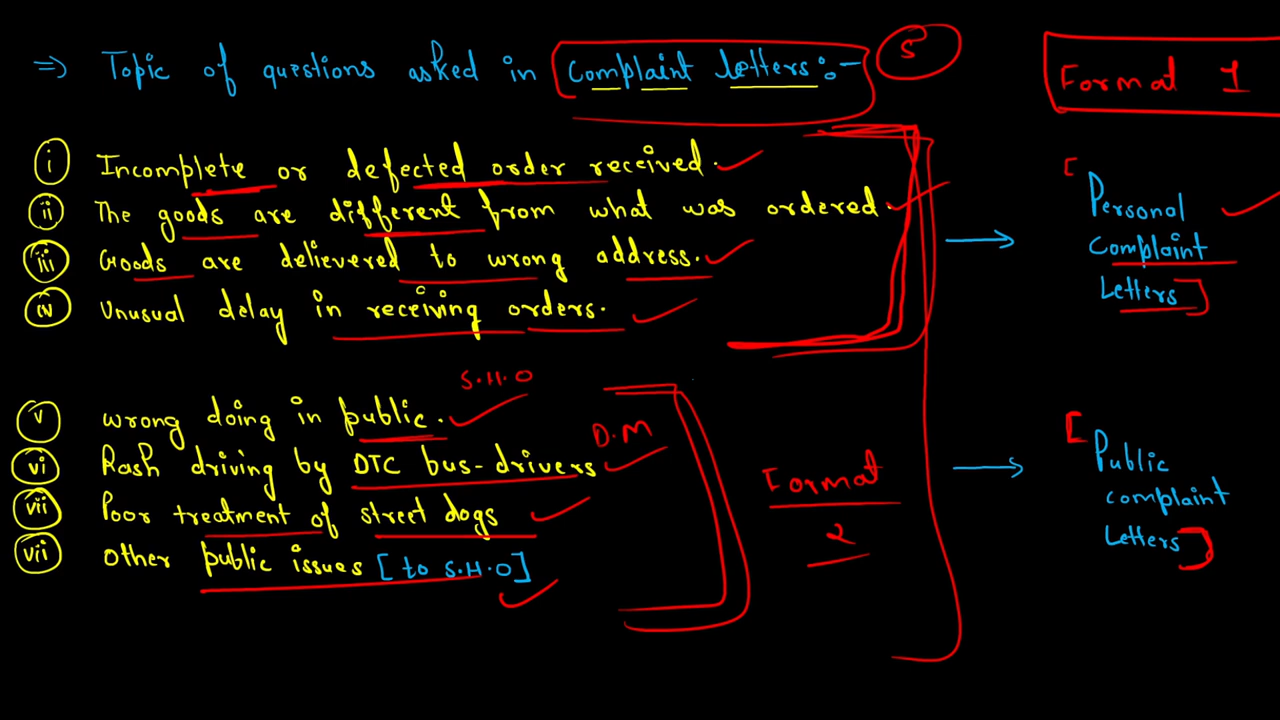 ⇒ Topic of questions asked in Complaint letters:- 5
Format 1
i Incomplete or defected order received.
ii The goods are different from what was ordered.
iii Goods are delievered to wrong address.
iv Unusual delay in receiving orders.
→ [Personal
Complaint
Letters]
S.H.O
v wrong doing in public.
D.M
vi Rash driving by DTC bus-drivers
vii Poor treatment of street dogs
vii other public issues [to S.H.O]
Format
2
→ [Public
complaint
Letters]